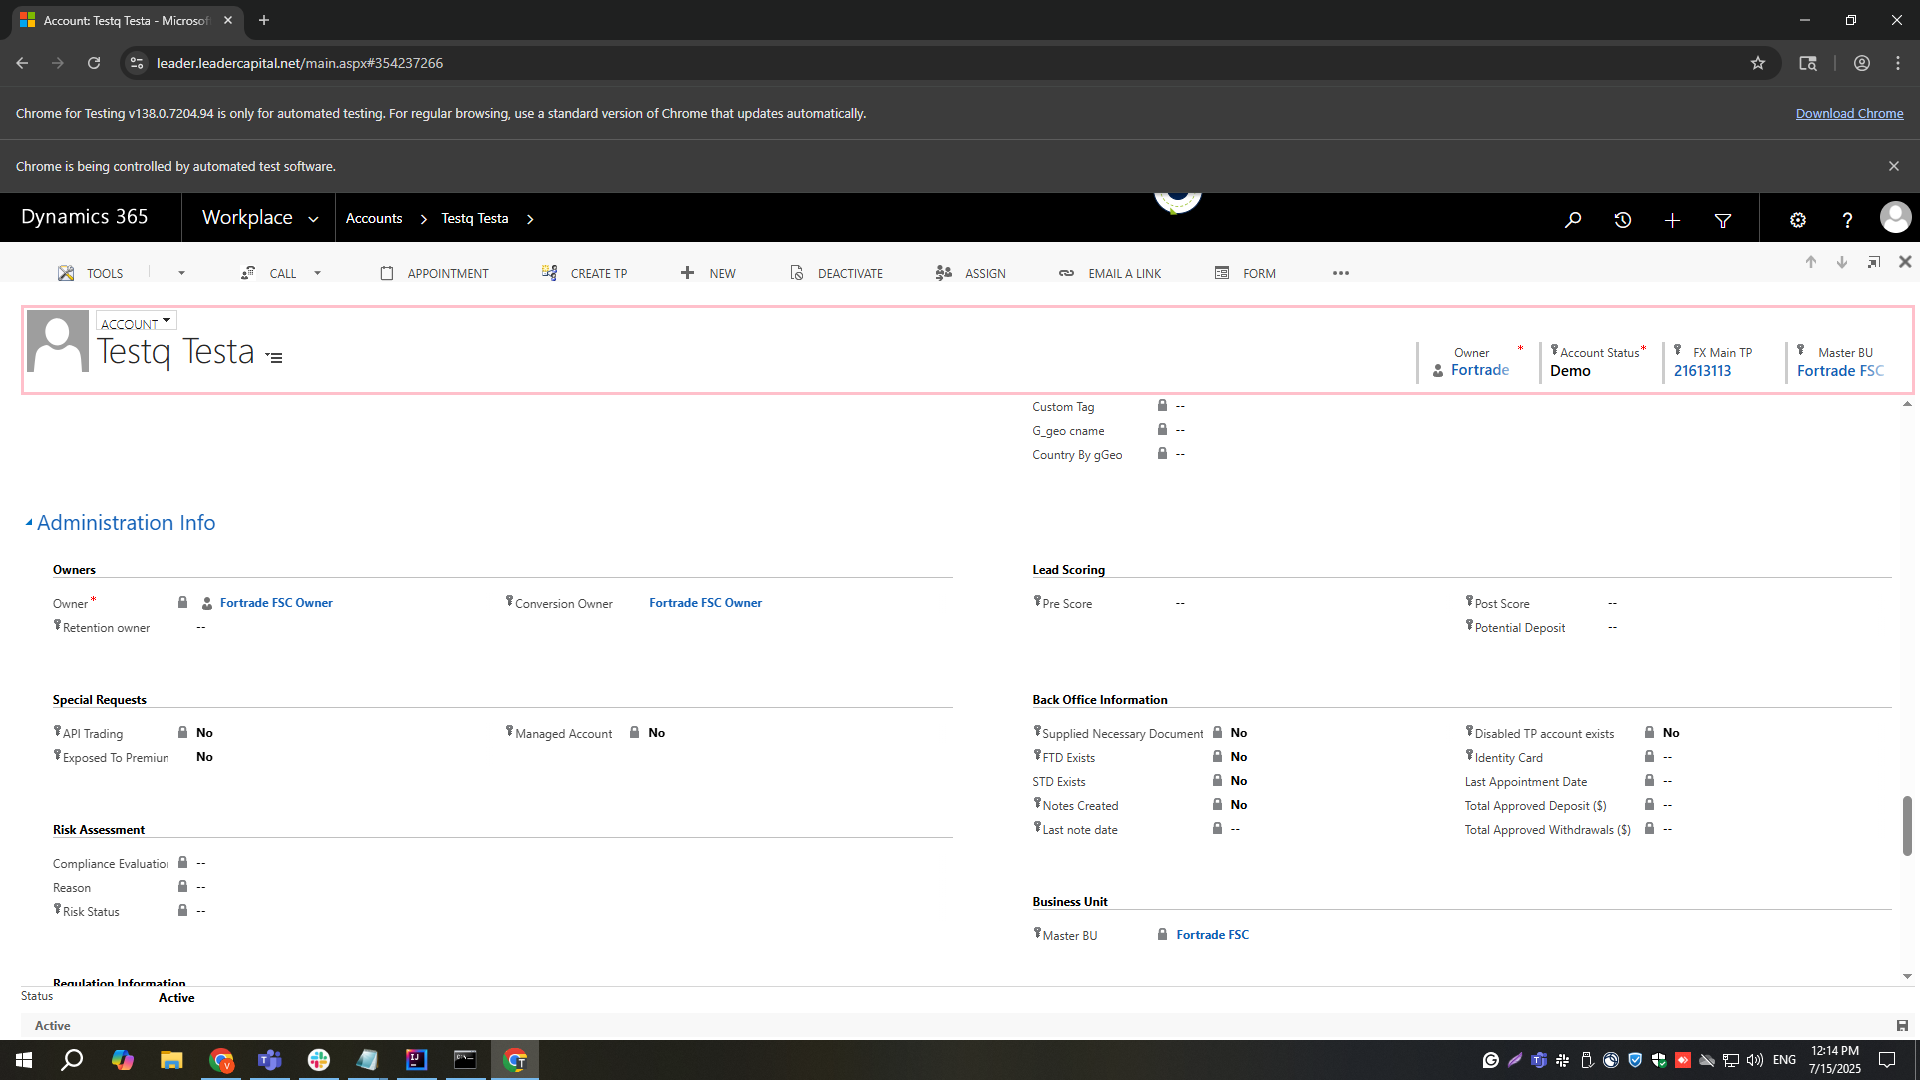 Account: Testq Testa - Microsof
leader.leadercapital.net/main.aspx#354237266
Chrome for Testing v138.0.7204.94 is only for automated testing. For regular browsing, use a standard version of Chrome that updates automatically.
Download Chrome
Chrome is being controlled by automated test software.
Dynamics 365
Workplace
Accounts
Testq Testa
TOOLS
CALL
APPOINTMENT
CREATE TP
NEW
DEACTIVATE
ASSIGN
EMAIL A LINK
FORM
ACCOUNT
Testq Testa
Owner *
Fortrade
Account Status *
Demo
FX Main TP
21613113
Master BU
Fortrade FSC
Custom Tag --
G_geo cname --
Country By gGeo --
Administration Info
Owners
Owner * Fortrade FSC Owner
Conversion Owner Fortrade FSC Owner
Retention owner --
Lead Scoring
Pre Score --
Post Score --
Potential Deposit --
Special Requests
API Trading No
Managed Account No
Exposed To Premiun No
Back Office Information
Supplied Necessary Document No
Disabled TP account exists No
FTD Exists No
Identity Card --
STD Exists No
Last Appointment Date --
Notes Created No
Total Approved Deposit ($) --
Last note date --
Total Approved Withdrawals ($) --
Risk Assessment
Compliance Evaluation --
Reason --
Risk Status --
Business Unit
Master BU Fortrade FSC
Regulation Information
Status Active
Active
ENG
12:14 PM
7/15/2025